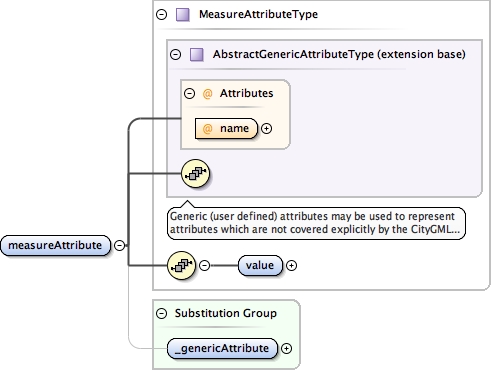 MeasureAttributeType
AbstractGenericAttributeType (extension base)
@ Attributes
@ name
Generic (user defined) attributes may be used to represent
attributes which are not covered explicitly by the CityGML...
measureAttribute
value
Substitution Group
_genericAttribute